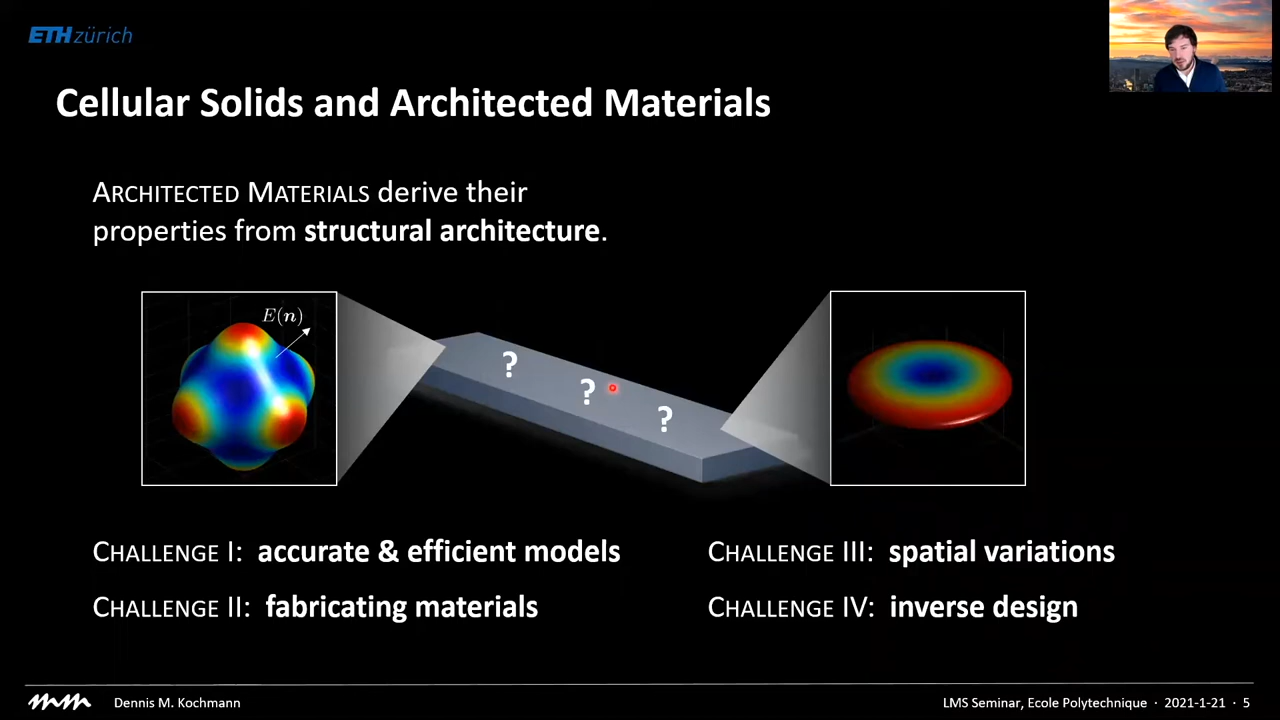 ETH zürich
Cellular Solids and Architected Materials
ARCHITECTED MATERIALS derive their
properties from structural architecture.
E(n)
?
?
?
CHALLENGE I: accurate & efficient models
CHALLENGE II: fabricating materials
CHALLENGE III: spatial variations
CHALLENGE IV: inverse design
Dennis M. Kochmann
LMS Seminar, Ecole Polytechnique · 2021-1-21 · 5